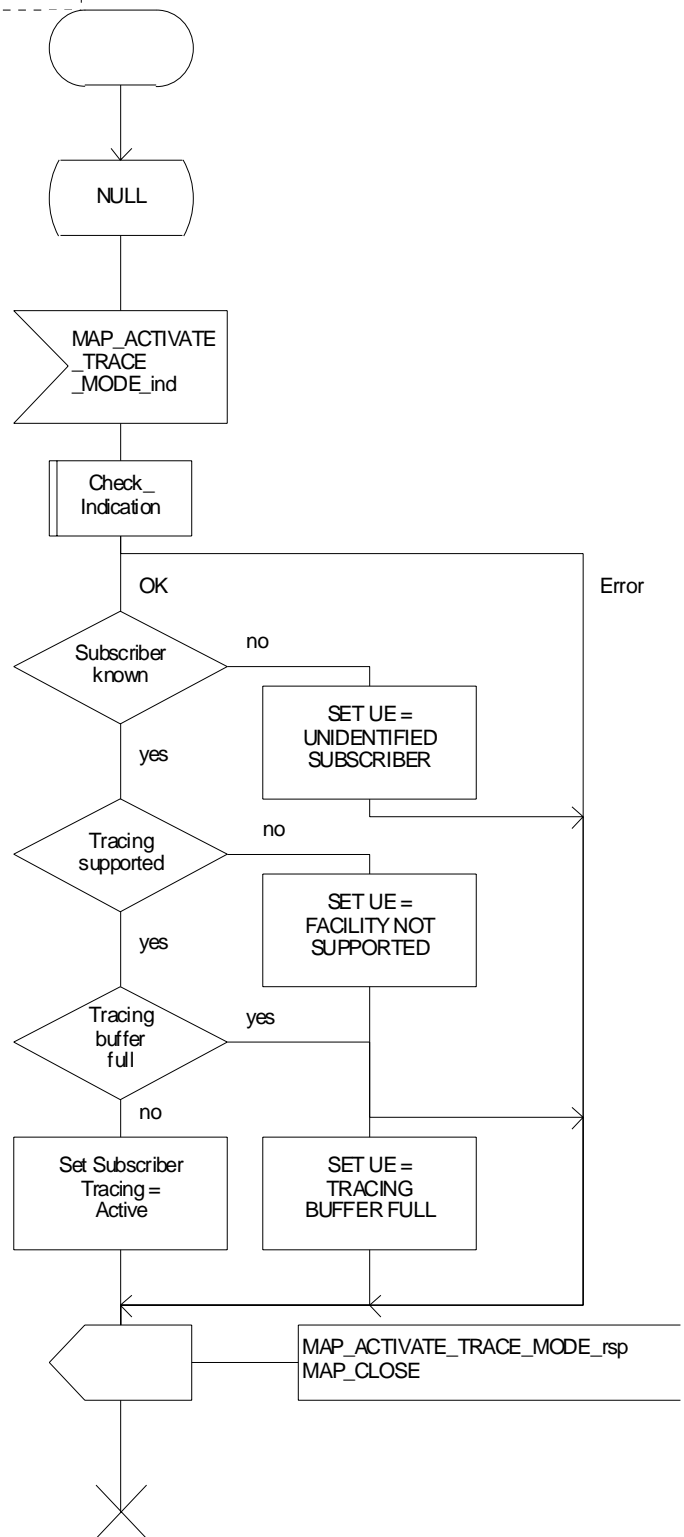 NULL
MAP_ACTIVATE
_TRACE
_MODE_ind
Check_
Indication
OK
Error
Subscriber
known
no
SET UE =
UNIDENTIFIED
SUBSCRIBER
yes
Tracing
supported
no
SET UE =
FACILITY NOT
SUPPORTED
yes
Tracing
buffer
full
yes
no
Set Subscriber
Tracing =
Active
SET UE =
TRACING
BUFFER FULL
MAP_ACTIVATE_TRACE_MODE_rsp
MAP_CLOSE